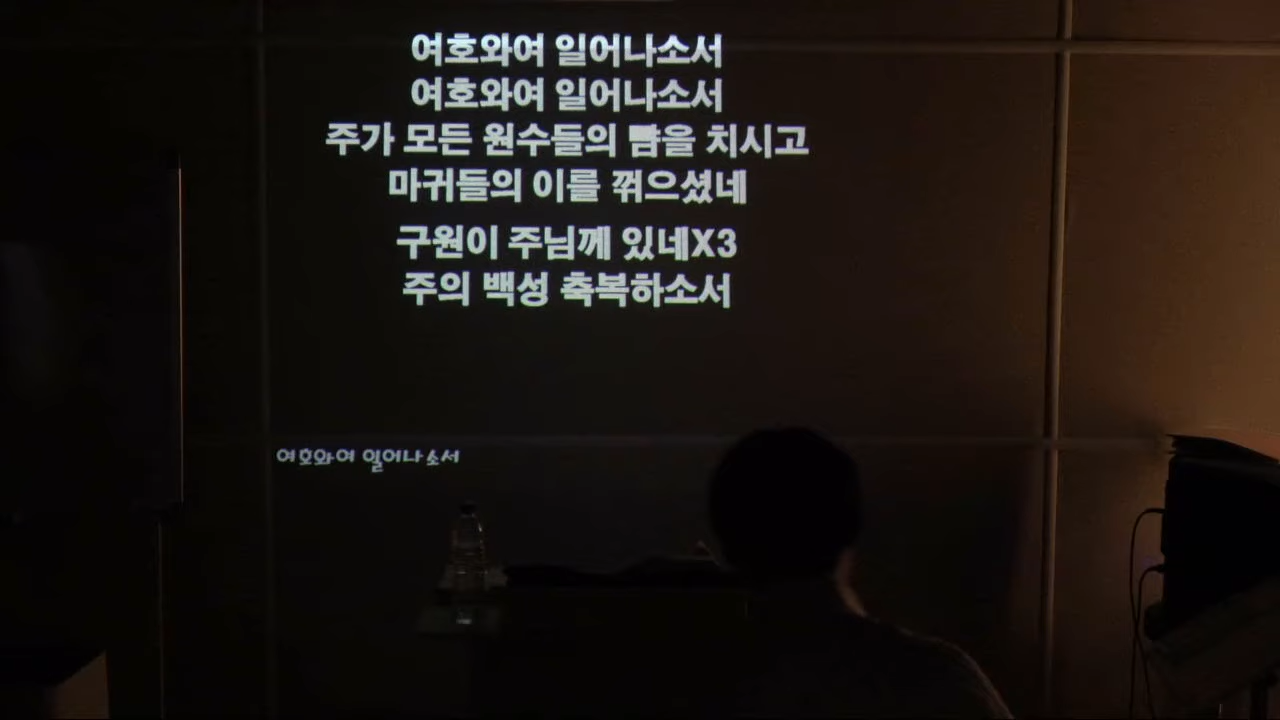 여호와여 일어나소서
여호와여 일어나소서
주가 모든 원수들의 뺨을 치시고
마귀들의 이를 꺾으셨네
구원이 주님께 있네X3
주의 백성 축복하소서
여호와여 일어나소서